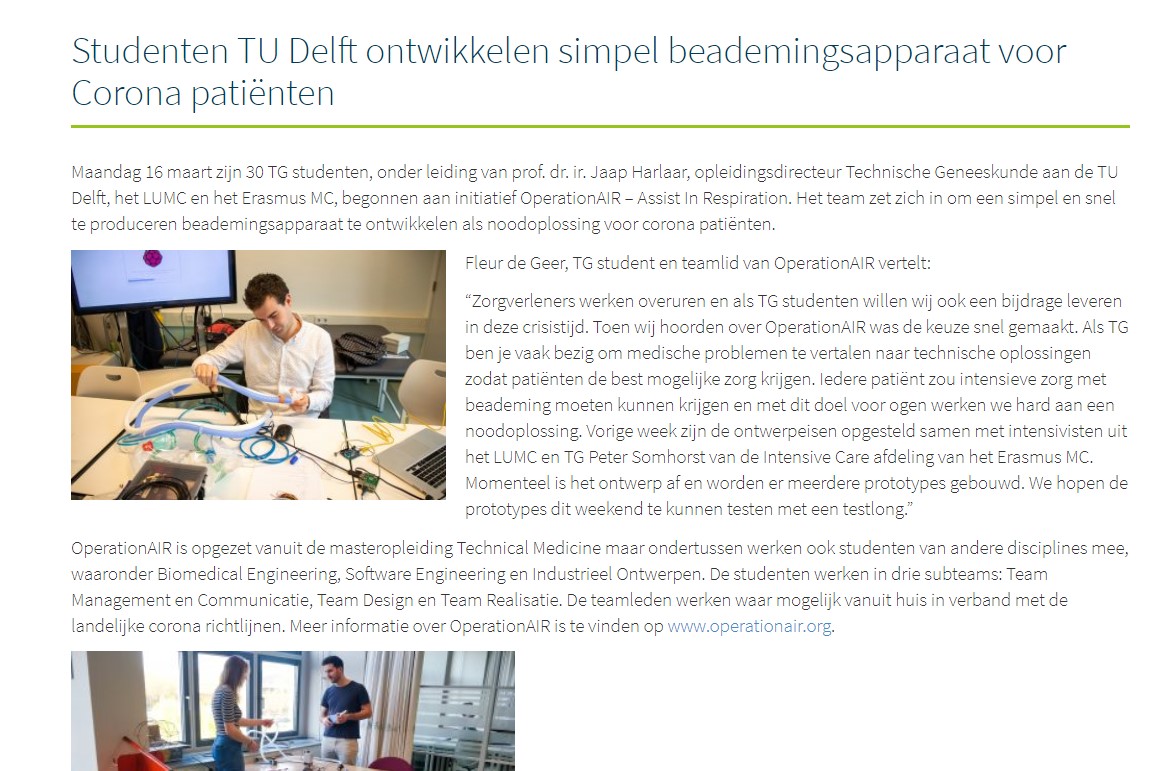 Studenten TU Delft ontwikkelen simpel beademingsapparaat voor
Corona patiënten
Maandag 16 maart zijn 30 TG studenten, onder leiding van prof. dr. ir. Jaap Harlaar, opleidingsdirecteur Technische Geneeskunde aan de TU
Delft, het LUMC en het Erasmus MC, begonnen aan initiatief OperationAIR – Assist In Respiration. Het team zet zich in om een simpel en snel
te produceren beademingsapparaat te ontwikkelen als noodoplossing voor corona patiënten.
Fleur de Geer, TG student en teamlid van OperationAIR vertelt:
“Zorgverleners werken overuren en als TG studenten willen wij ook een bijdrage leveren
in deze crisistijd. Toen wij hoorden over OperationAIR was de keuze snel gemaakt. Als TG
ben je vaak bezig om medische problemen te vertalen naar technische oplossingen
zodat patiënten de best mogelijke zorg krijgen. Iedere patiënt zou intensieve zorg met
beademing moeten kunnen krijgen en met dit doel voor ogen werken we hard aan een
noodoplossing. Vorige week zijn de ontwerpeisen opgesteld samen met intensivisten uit
het LUMC en TG Peter Somhorst van de Intensive Care afdeling van het Erasmus MC.
Momenteel is het ontwerp af en worden er meerdere prototypes gebouwd. We hopen de
prototypes dit weekend te kunnen testen met een testlong.”
OperationAIR is opgezet vanuit de masteropleiding Technical Medicine maar ondertussen werken ook studenten van andere disciplines mee,
waaronder Biomedical Engineering, Software Engineering en Industrieel Ontwerpen. De studenten werken in drie subteams: Team
Management en Communicatie, Team Design en Team Realisatie. De teamleden werken waar mogelijk vanuit huis in verband met de
landelijke corona richtlijnen. Meer informatie over OperationAIR is te vinden op www.operationair.org.